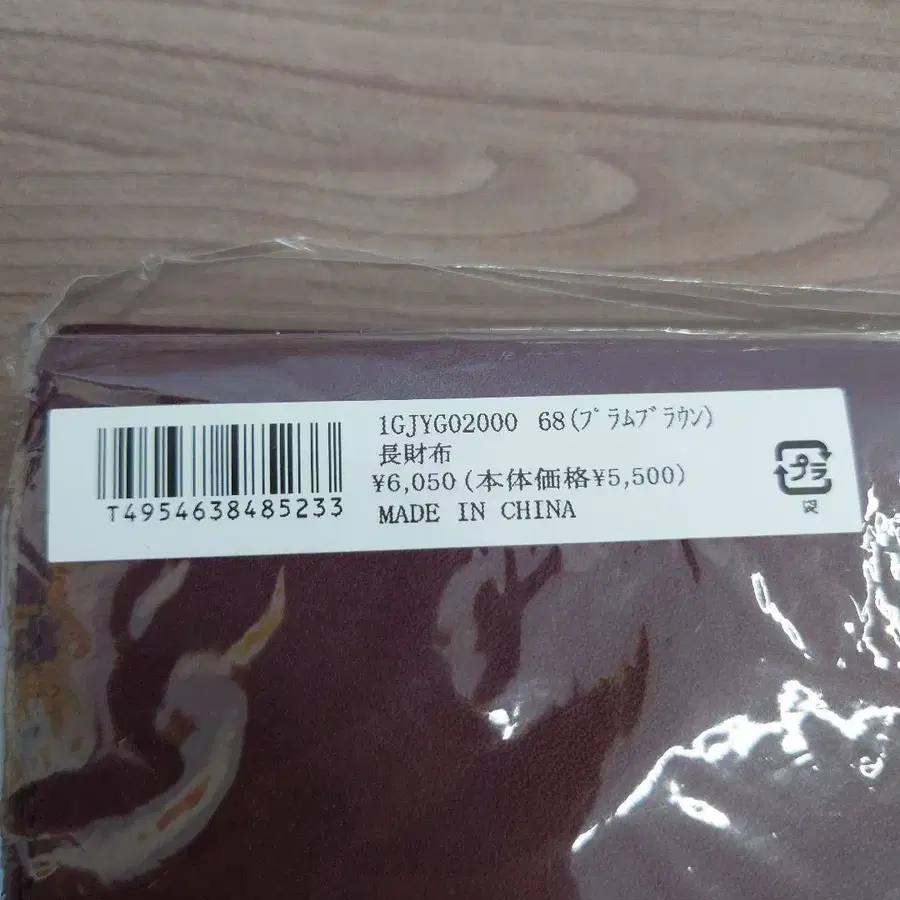 1GJYG02000 68(ﾌﾟﾗﾑﾌﾞﾗｳﾝ)
長財布
¥6,050(本体価格¥5,500)
MADE IN CHINA
T4954638485233
プラ